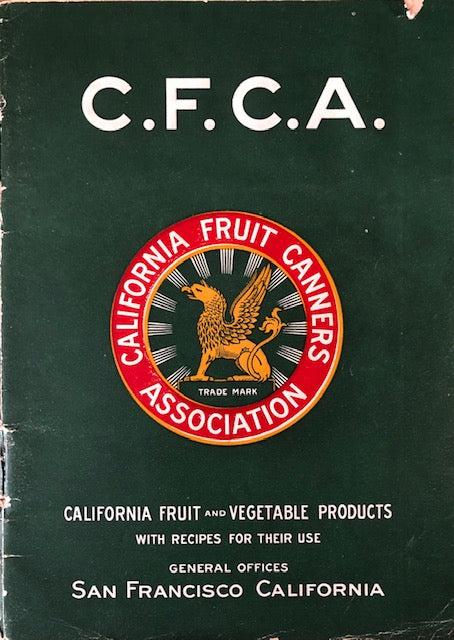 C.F.C.A.
CALIFORNIA FRUIT CANNERS
ASSOCIATION
TRADE MARK
CALIFORNIA FRUIT AND VEGETABLE PRODUCTS
WITH RECIPES FOR THEIR USE
GENERAL OFFICES
SAN FRANCISCO CALIFORNIA